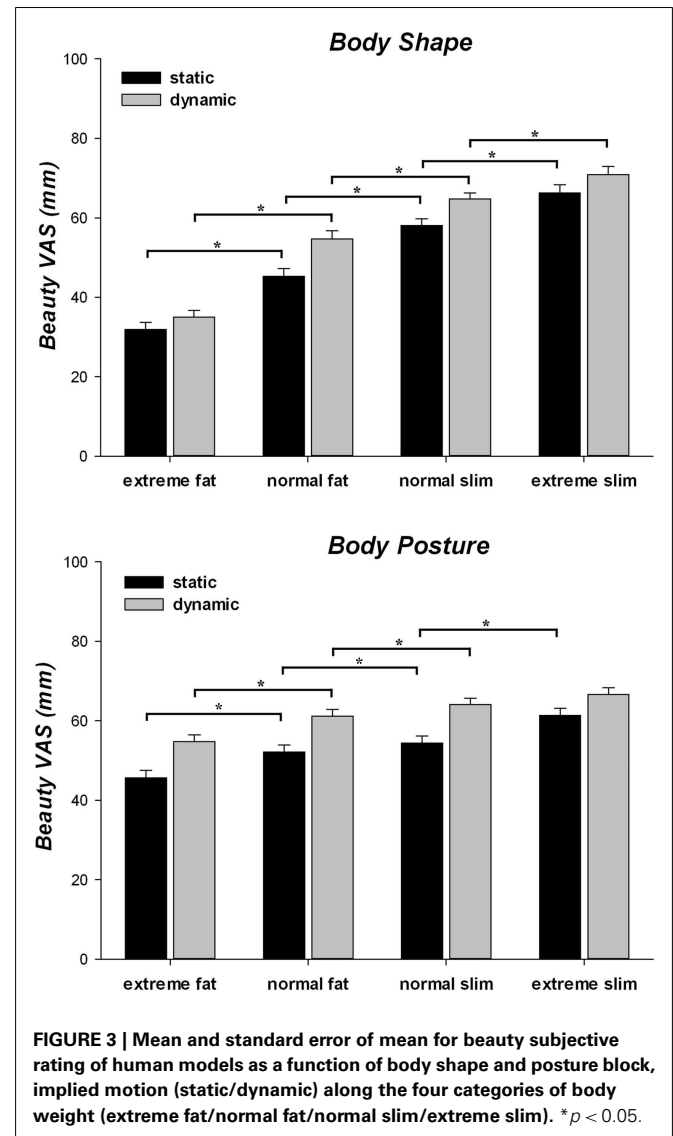 Body Shape
100
80
60
40
20
0
Beauty VAS (mm)
static
dynamic
*
*
*
*
*
*
extreme fat normal fat normal slim extreme slim
Body Posture
100
80
60
40
20
0
Beauty VAS (mm)
static
dynamic
*
*
*
*
*
extreme fat normal fat normal slim extreme slim
FIGURE 3 | Mean and standard error of mean for beauty subjective
rating of human models as a function of body shape and posture block,
implied motion (static/dynamic) along the four categories of body
weight (extreme fat/normal fat/normal slim/extreme slim). *p < 0.05.